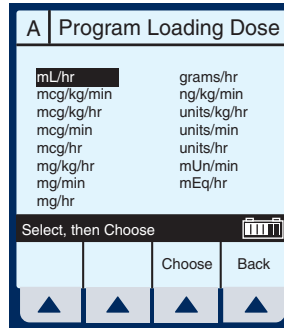 A Program Loading Dose
mL/hr
mcg/kg/min
mcg/kg/hr
mcg/min
mcg/hr
mg/kg/hr
mg/min
mg/hr
grams/hr
ng/kg/min
units/kg/hr
units/min
units/hr
mUn/min
mEq/hr
Select, then Choose
Choose Back